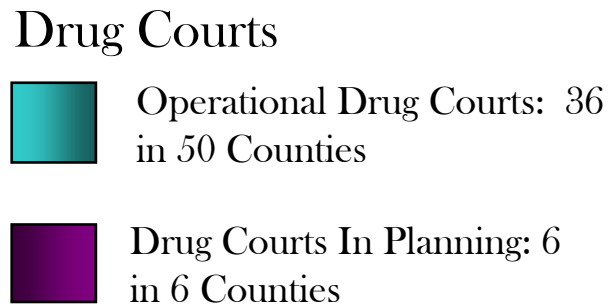 Drug Courts
Operational Drug Courts: 36
in 50 Counties
Drug Courts In Planning: 6
in 6 Counties